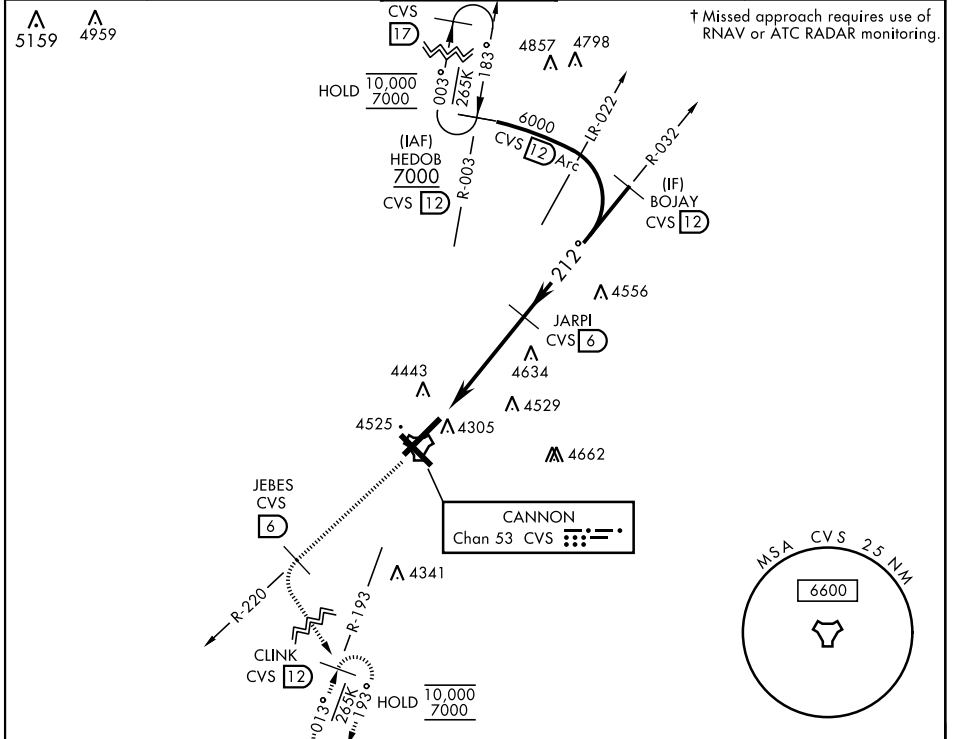 5159
4959
CVS
17
† Missed approach requires use of
RNAV or ATC RADAR monitoring.
4857
4798
HOLD
10,000
7000
003°
265K
183°
6000
CVS 12 Arc
LR-022
R-032
(IAF)
HEDOB
7000
CVS 12
R-003
(IF)
BOJAY
CVS 12
212°
4556
JARPI
CVS 6
4634
4443
4529
4525
4305
4662
JEBES
CVS
6
CANNON
Chan 53 CVS
MSA CVS 25 NM
6600
4341
R-220
R-193
CLINK
CVS 12
HOLD
10,000
7000
013°
265K
193°